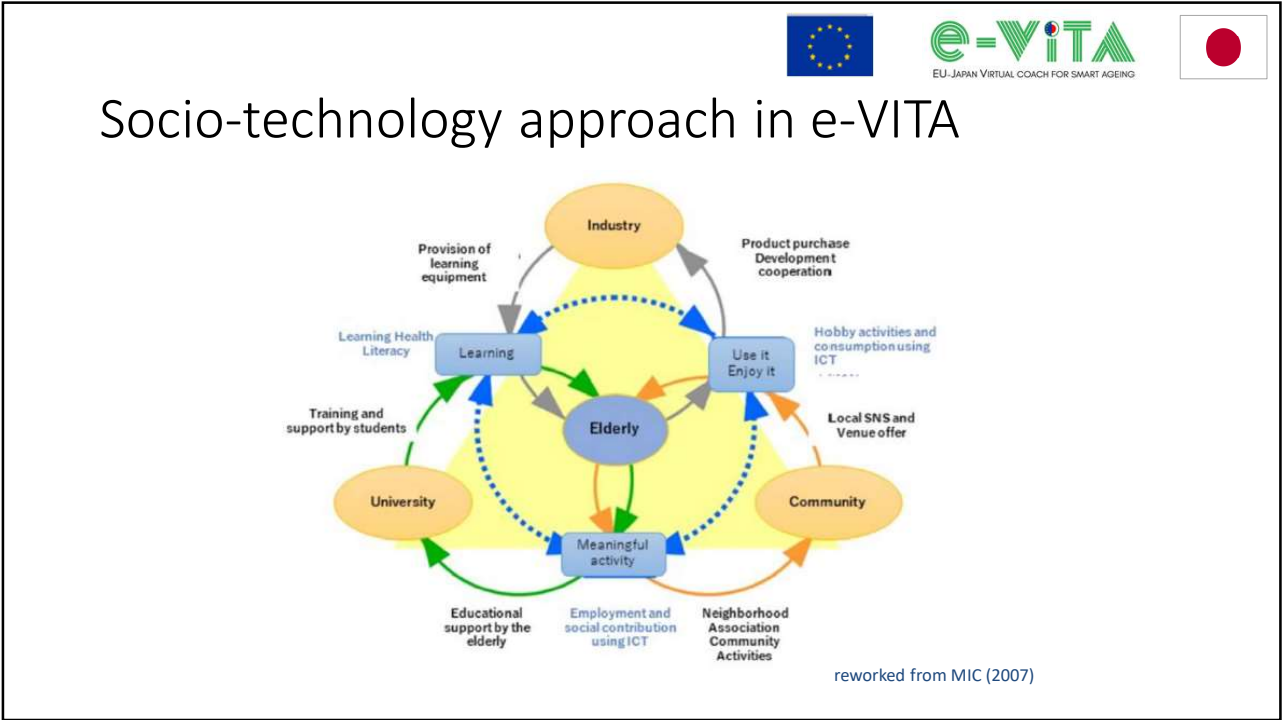 e-ViTA
EU-JAPAN VIRTUAL COACH FOR SMART AGEING
Socio-technology approach in e-VITA
Industry
Provision of
learning
equipment
Product purchase
Development
cooperation
Learning Health
Literacy
Learning
Use it
Enjoy it
Hobby activities and
consumption using
ICT
Training and
support by students
Elderly
Local SNS and
Venue offer
University
Community
Meaningful
activity
Educational
support by the
elderly
Employment and
social contribution
using ICT
Neighborhood
Association
Community
Activities
reworked from MIC (2007)